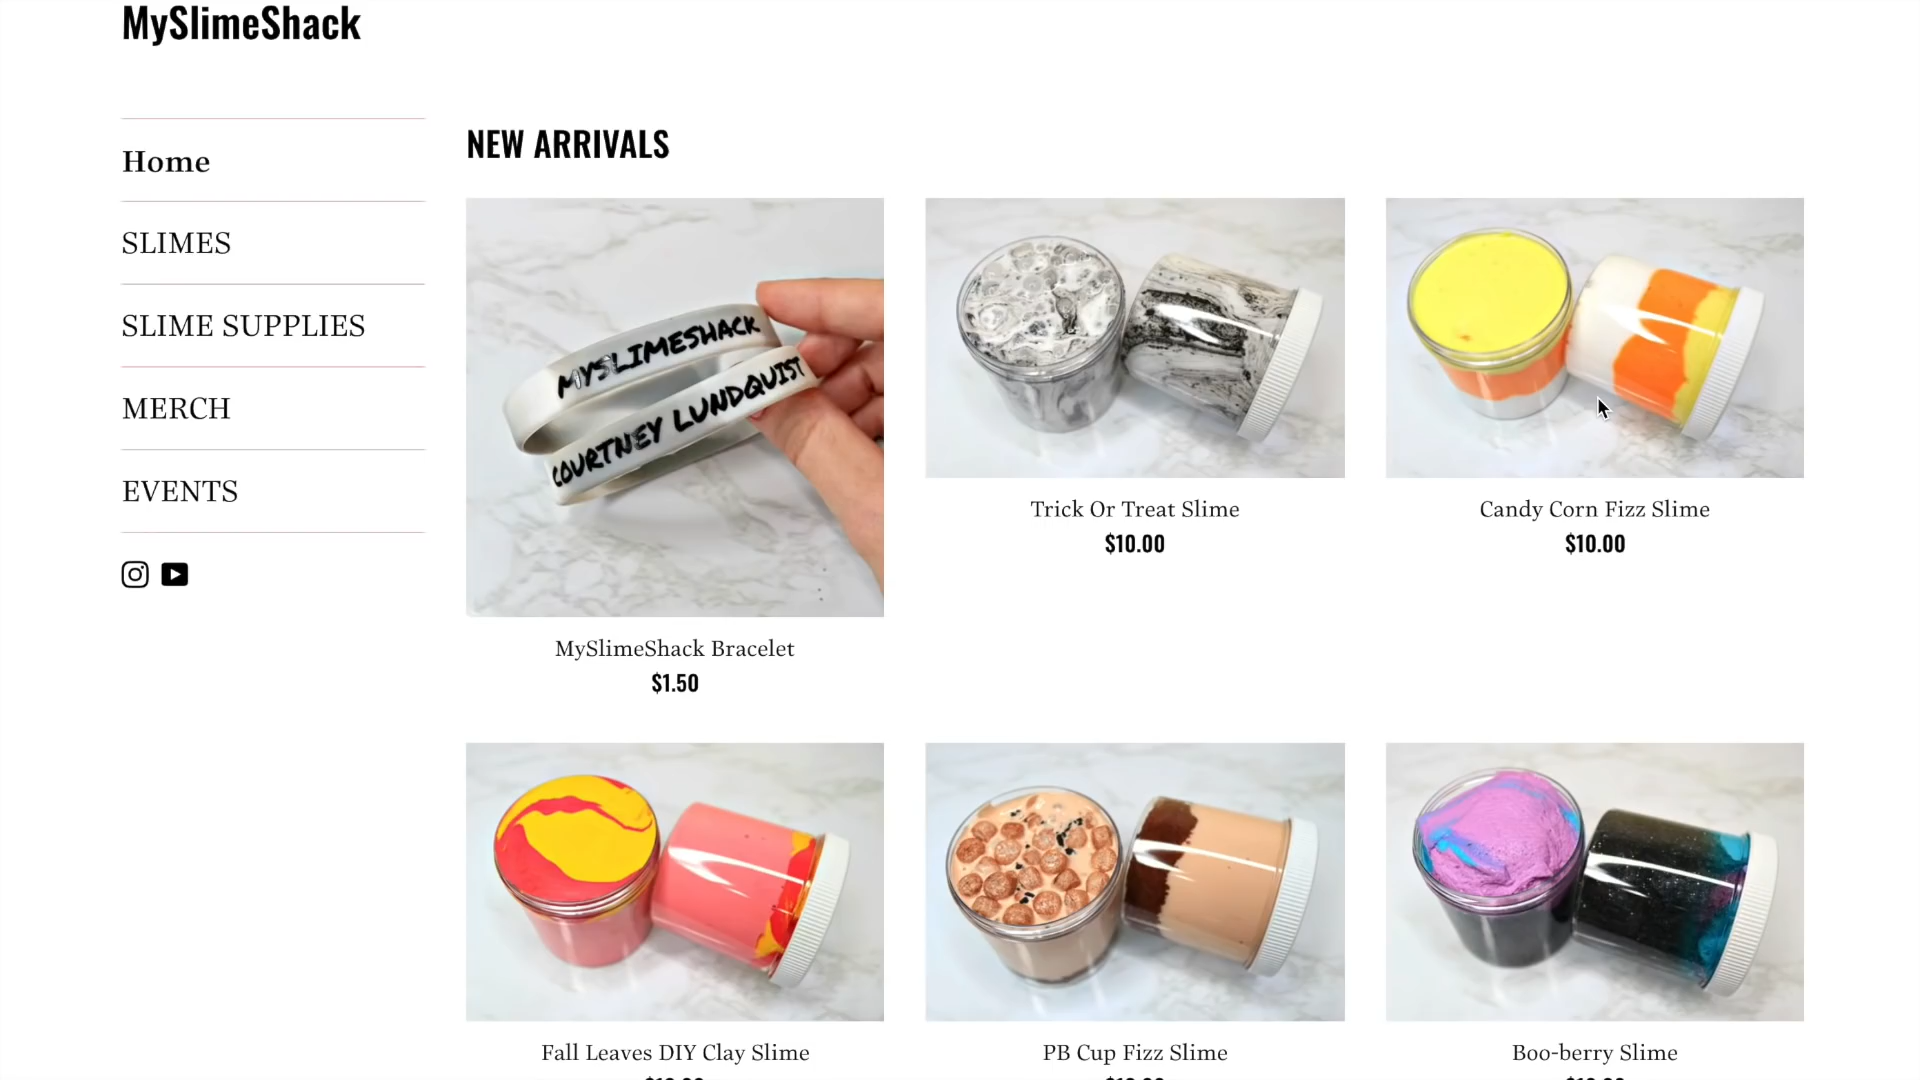 MySlimeShack
Home
SLIMES
SLIME SUPPLIES
MERCH
EVENTS
NEW ARRIVALS
MYSLIMESHACK
COURTNEY LUNDQUIST
MySlimeShack Bracelet
$1.50
Trick Or Treat Slime
$10.00
Candy Corn Fizz Slime
$10.00
Fall Leaves DIY Clay Slime
PB Cup Fizz Slime
Boo-berry Slime